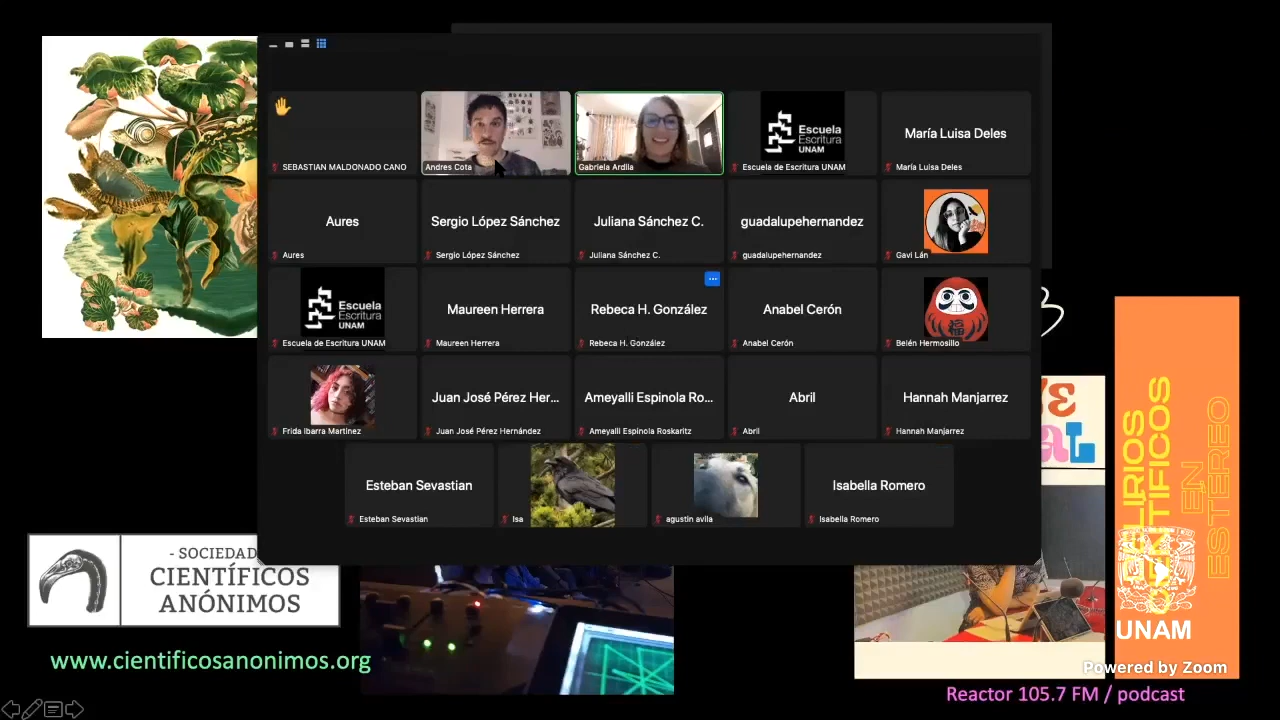 SEBASTIAN MALDONADO CANO
Andres Cota
Gabriela Ardila
Escuela
Escritura
UNAM
Escuela de Escritura UNAM
María Luisa Deles
María Luisa Deles
Aures
Aures
Sergio López Sánchez
Sergio López Sánchez
Juliana Sánchez C.
Juliana Sánchez C.
guadalupehernandez
guadalupehernandez
Gavi Lán
Escuela
Escritura
UNAM
Escuela de Escritura UNAM
Maureen Herrera
Maureen Herrera
Rebeca H. González
Rebeca H. González
Anabel Cerón
Anabel Cerón
福
Belén Hermosillo
Frida ibarra Martinez
Juan José Pérez Her...
Juan José Pérez Hernández
Ameyalli Espinola Ro...
Ameyalli Espinola Roskaritz
Abril
Abril
Hannah Manjarrez
Hannah Manjarrez
Esteban Sevastian
Esteban Sevastian
Isa
agustin avila
Isabella Romero
Isabella Romero
- SOCIEDAD
CIENTÍFICOS
ANÓNIMOS
www.cientificosanonimos.org
EN
ESTEREO
UNAM
Powered by Zoom
Reactor 105.7 FM / podcast